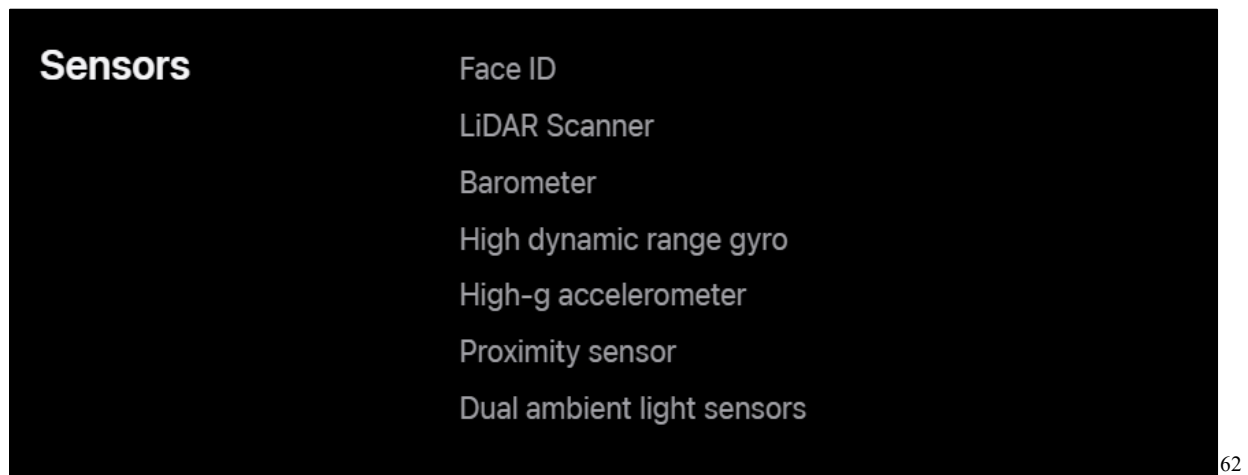 Sensors
Face ID
LiDAR Scanner
Barometer
High dynamic range gyro
High-g accelerometer
Proximity sensor
Dual ambient light sensors
62